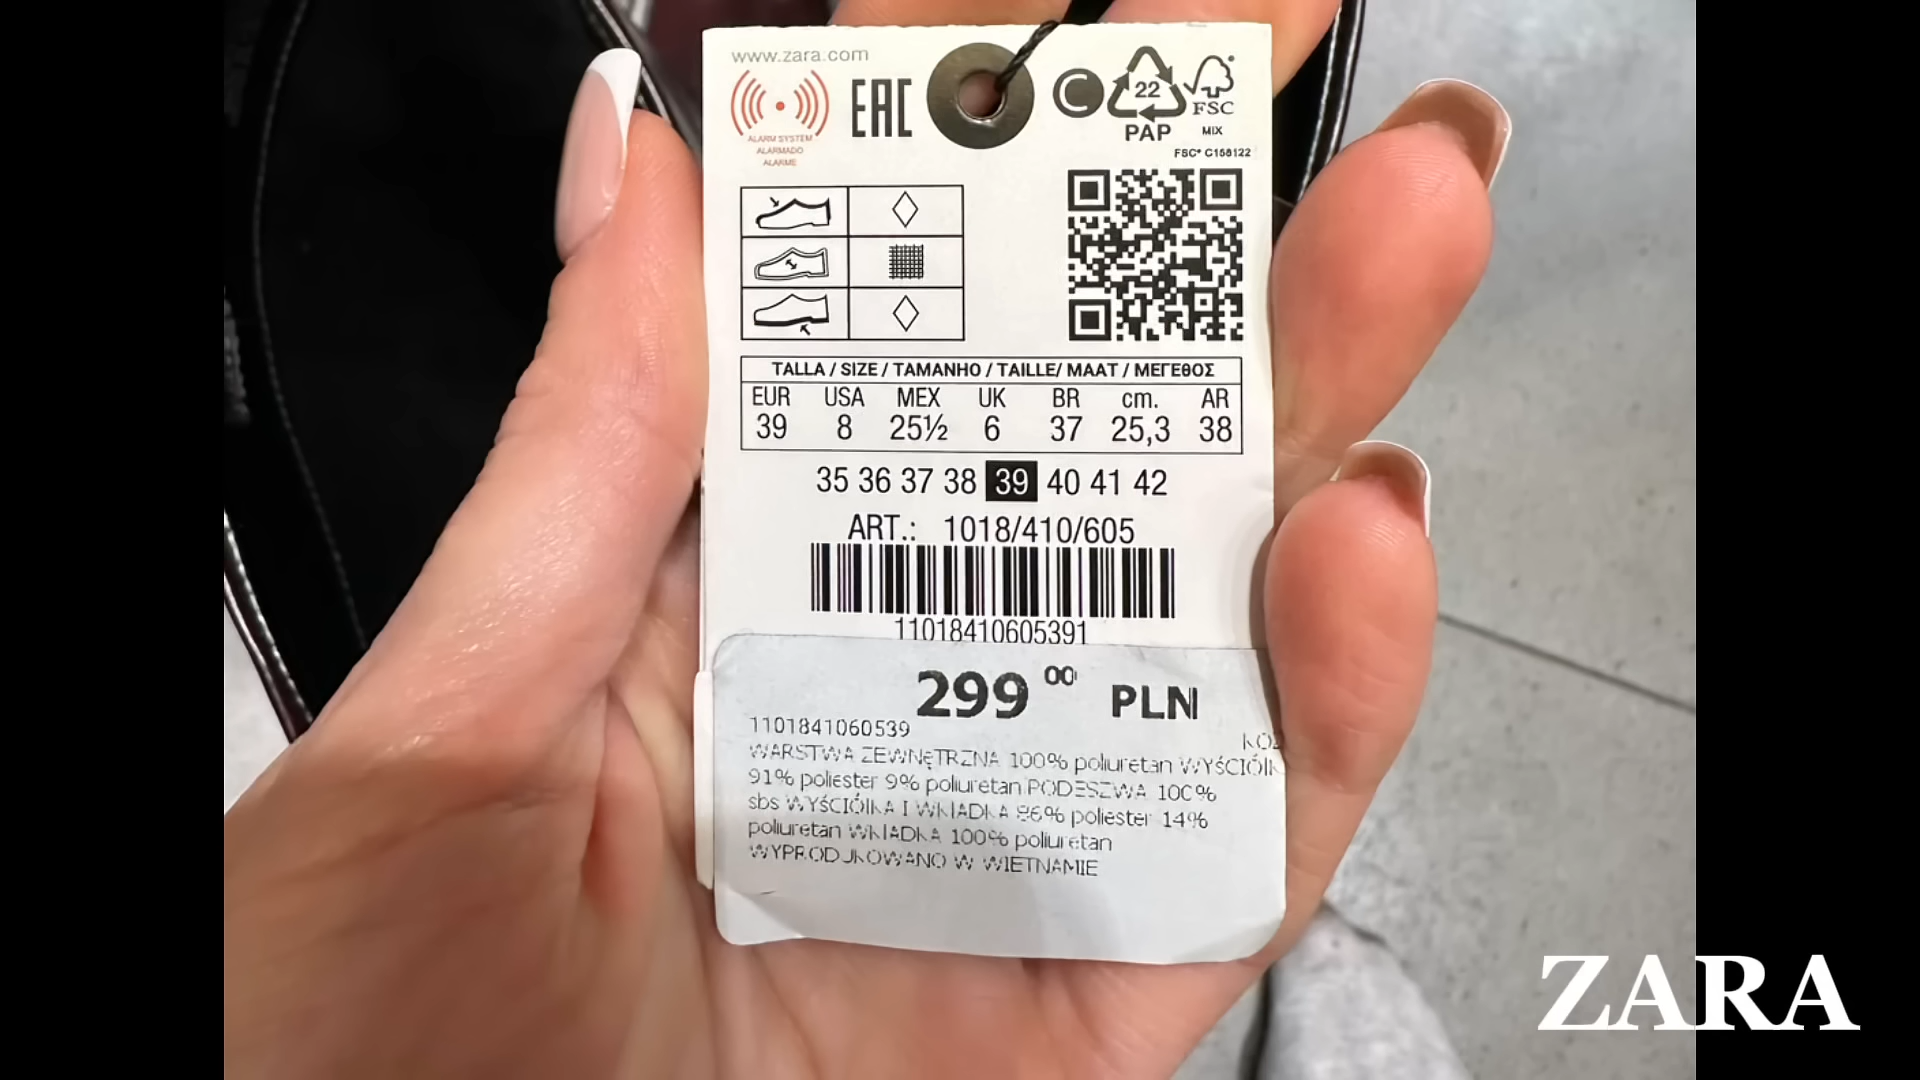 www.zara.com
ALARM SYSTEM
ALARMADO
ALARME
EAC
C
22
PAP
FSC
MIX
FSC® C158122
TALLA / SIZE / TAMANHO / TAILLE/ MAAT / ΜΕΓΕΘΟΣ
EUR USA MEX UK BR cm. AR
39 8 25½ 6 37 25,3 38
35 36 37 38 39 40 41 42
ART.: 1018/410/605
11018410605391
299 00 PLN
1101841060539
WARSTWA ZEWNęTRZNA 100% poliuretan
91% poliester 9% poliuretan PODESZWA 100%
sbs WYśCIÓłKA I WKłADKA 86% poliester 14%
poliuretan WKłADKA 100% poliuretan
WYPRODUKOWANO W WIETNAMIE
ZARA